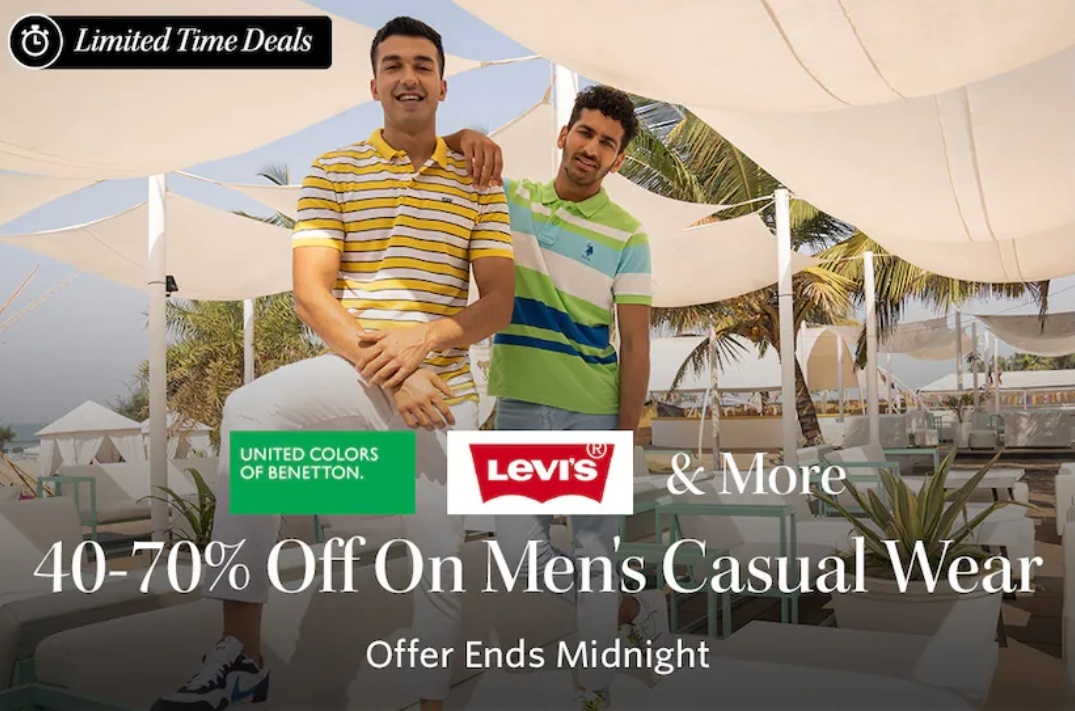 Limited Time Deals
UNITED COLORS
OF BENETTON.
LEVI'S®
& More
40-70% Off On Men's Casual Wear
Offer Ends Midnight